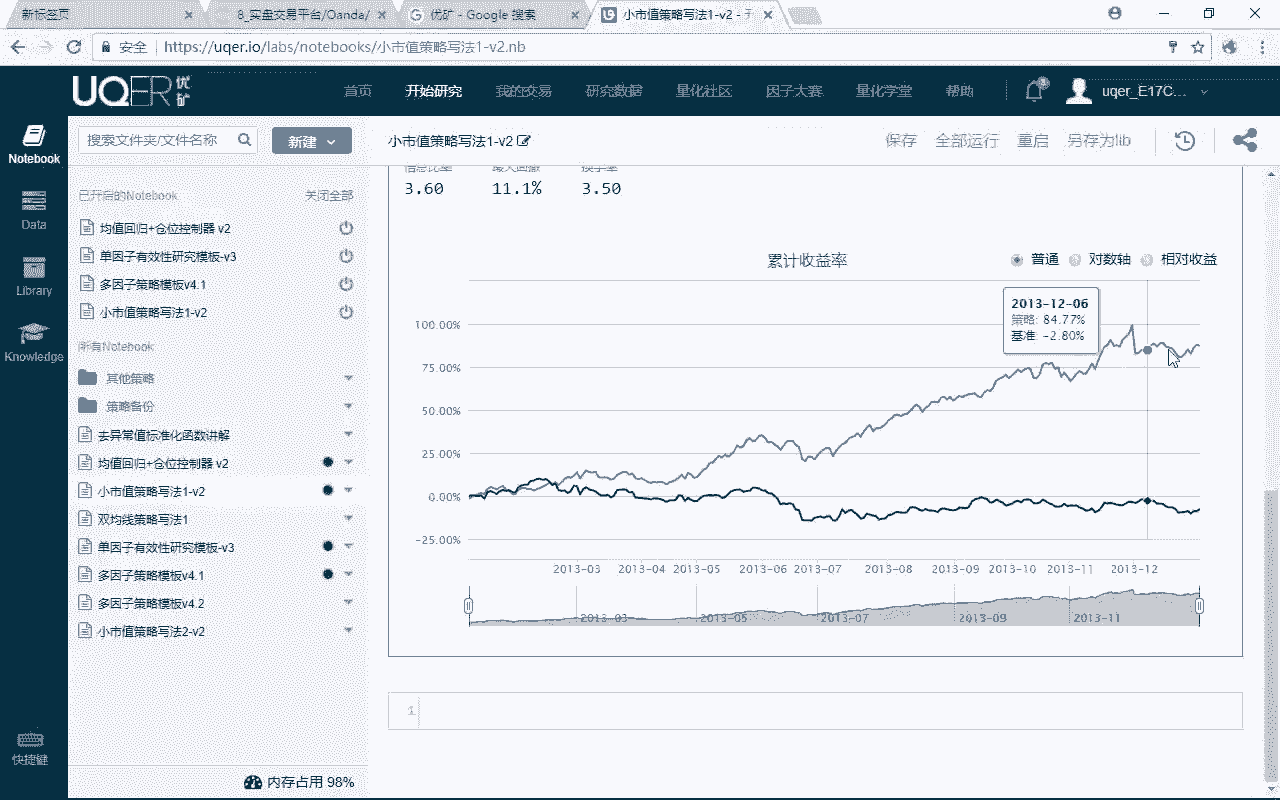 新标签页
8_实盘交易平台/Oanda/
优矿 - Google 搜索
小市值策略写法1-v2 - 于
安全
https://uqer.io/labs/notebooks/小市值策略写法1-v2.nb
UQER 优矿
首页 开始研究 我的交易 研究数据 量化社区 因子大赛 量化学堂 帮助
uqer_E17C...
Notebook
Data
Library
Knowledge
快捷键
搜索文件夹/文件名称
新建
已开启的Notebook 关闭全部
均值回归+仓位控制器 v2
单因子有效性研究模板-v3
多因子策略模板v4.1
小市值策略写法1-v2
所有Notebook
其他策略
策略备份
去异常值标准化函数讲解
均值回归+仓位控制器 v2
小市值策略写法1-v2
双均线策略写法1
单因子有效性研究模板-v3
多因子策略模板v4.1
多因子策略模板v4.2
小市值策略写法2-v2
内存占用 98%
小市值策略写法1-v2
保存 全部运行 重启 另存为lib
信息比率 最大回撤 换手率
3.60 11.1% 3.50
累计收益率
普通 对数轴 相对收益
2013-12-06
策略: 84.77%
基准: -2.80%
100.00%
75.00%
50.00%
25.00%
0.00%
-25.00%
2013-03 2013-04 2013-05 2013-06 2013-07 2013-08 2013-09 2013-10 2013-11 2013-12
2013-03 2013-05 2013-07 2013-09 2013-11
1